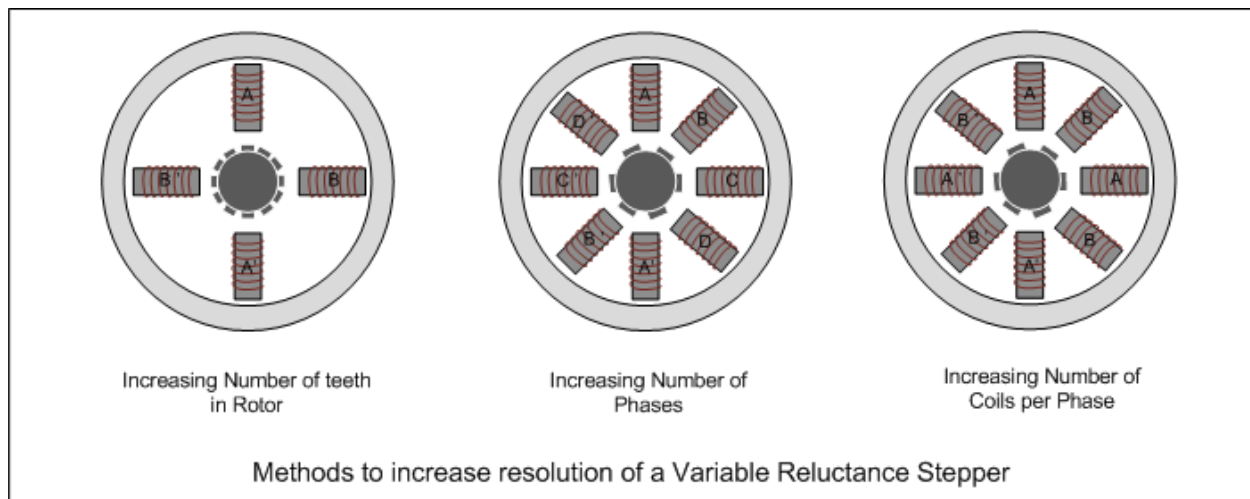 A
B'
B
A'
Increasing Number of teeth
in Rotor
A
D'
B
C'
C
B'
D
A'
Increasing Number of
Phases
A
B'
B
A'
A
B'
B
A'
Increasing Number of
Coils per Phase
Methods to increase resolution of a Variable Reluctance Stepper